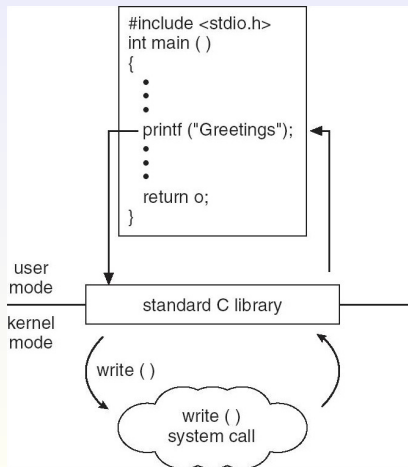 #include <stdio.h>
int main ( )
{
•
•
•
printf ("Greetings");
•
•
•
return o;
}
user
mode
standard C library
kernel
mode
write ( )
write ( )
system call